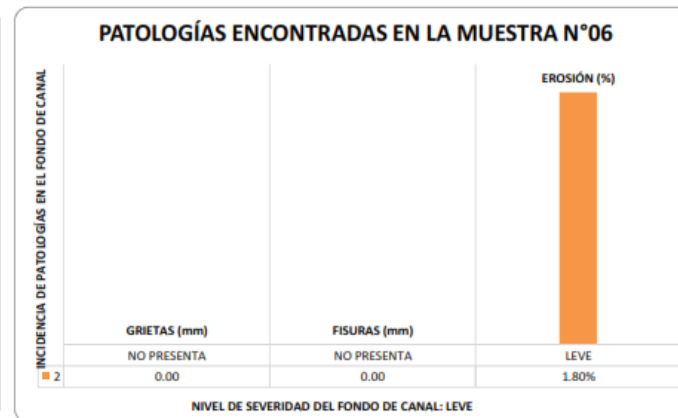 PATOLOGÍAS ENCONTRADAS EN LA MUESTRA N°06
INCIDENCIA DE PATOLOGÍAS EN EL FONDO DE CANAL
EROSIÓN (%)
GRIETAS (mm) FISURAS (mm)
NO PRESENTA NO PRESENTA LEVE
2 0.00 0.00 1.80%
NIVEL DE SEVERIDAD DEL FONDO DE CANAL: LEVE